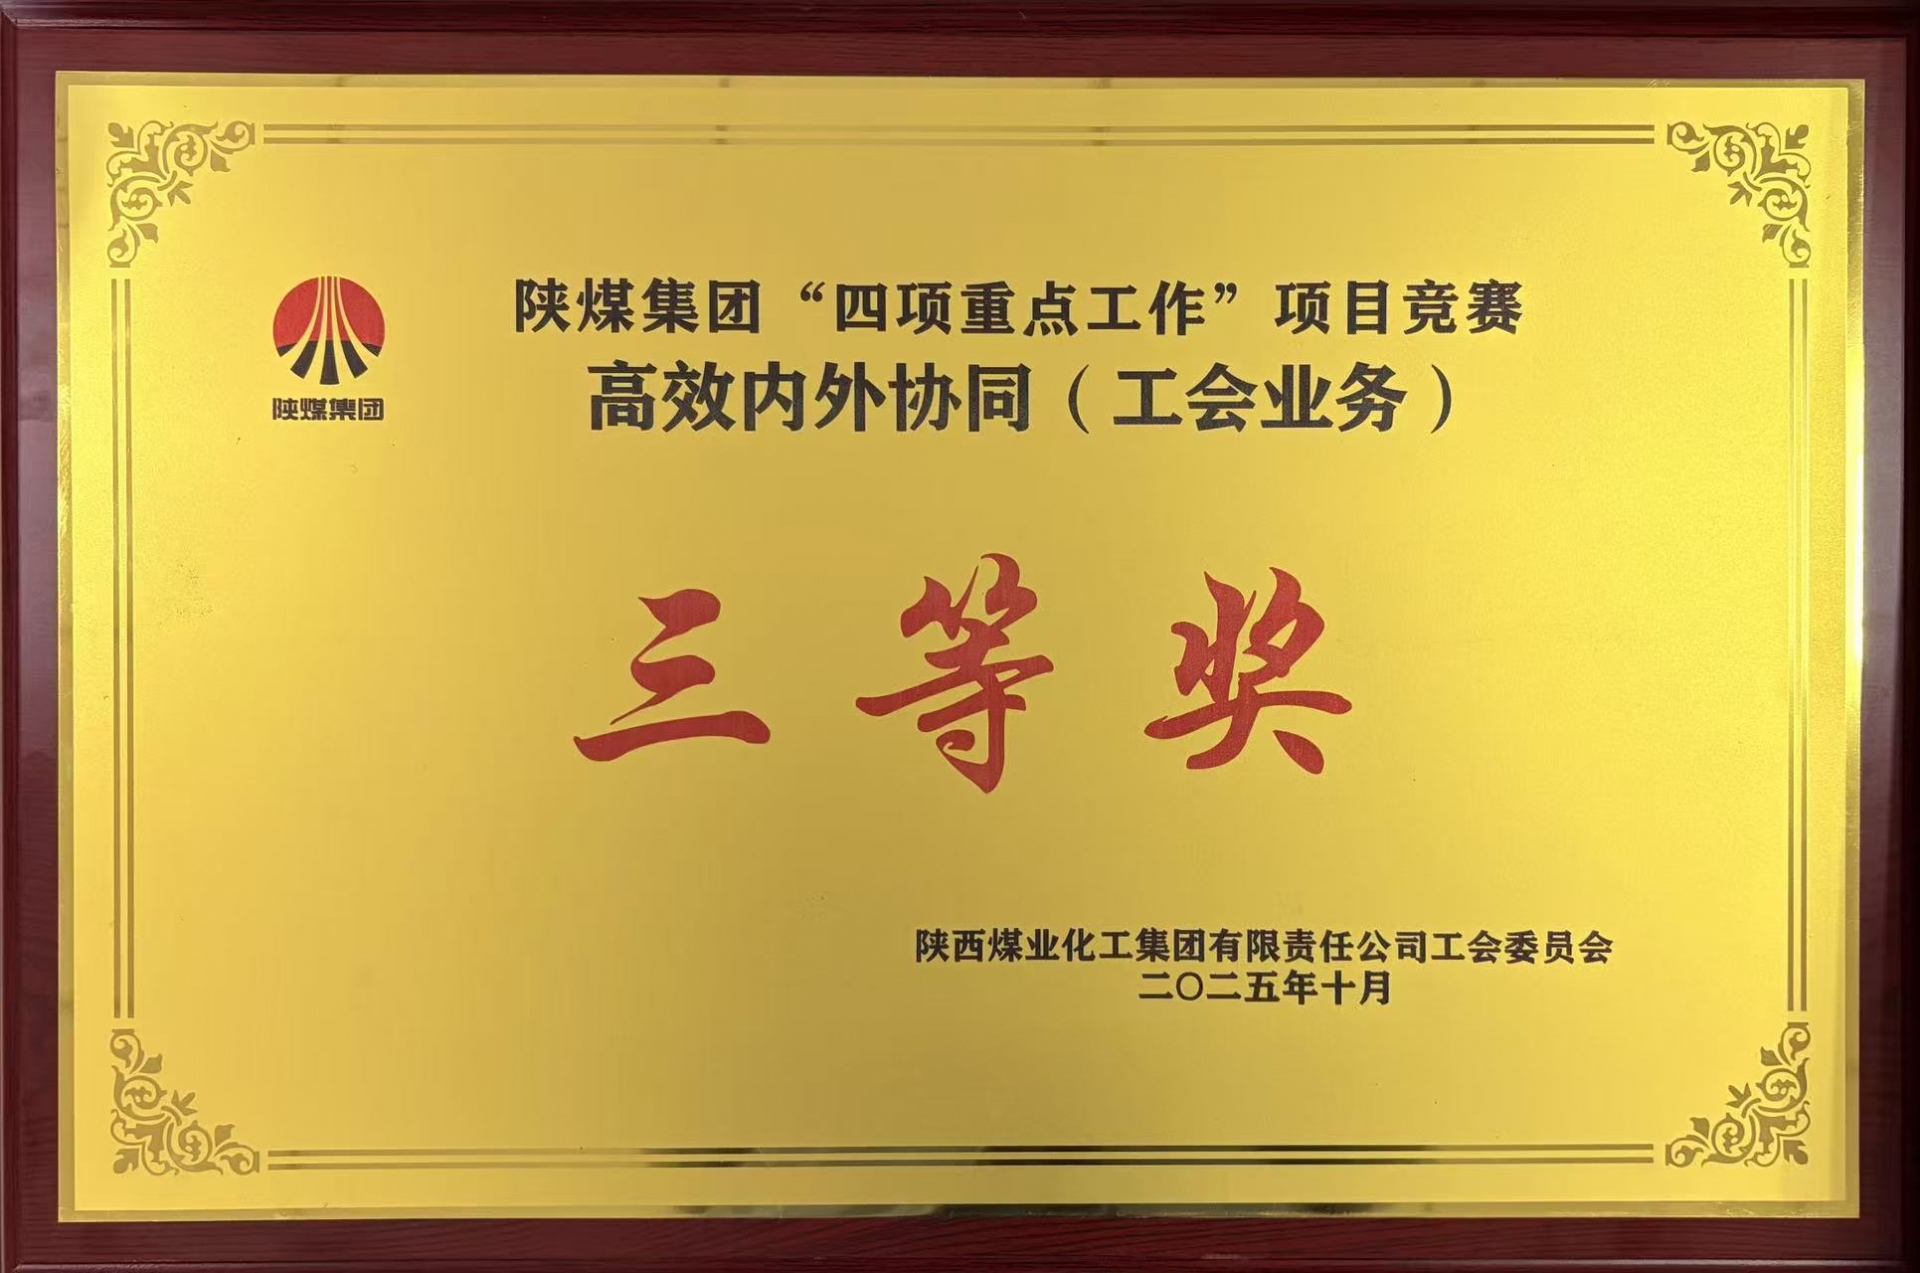 陕煤集团“四项重点工作”项目竞赛
陕煤集团
高效内外协同（工会业务）
三等奖
陕西煤业化工集团有限责任公司工会委员会
二〇二五年十月